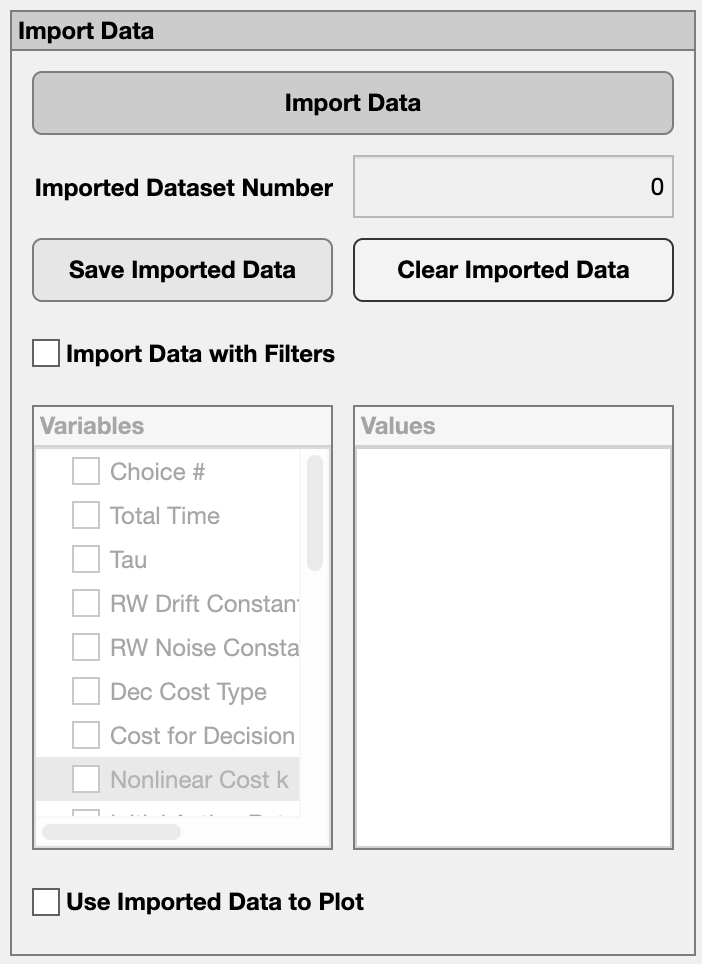 Import Data
Import Data
Imported Dataset Number 0
Save Imported Data Clear Imported Data
Import Data with Filters
Variables Values
Choice #
Total Time
Tau
RW Drift Constant
RW Noise Consta
Dec Cost Type
Cost for Decision
Nonlinear Cost k
Use Imported Data to Plot